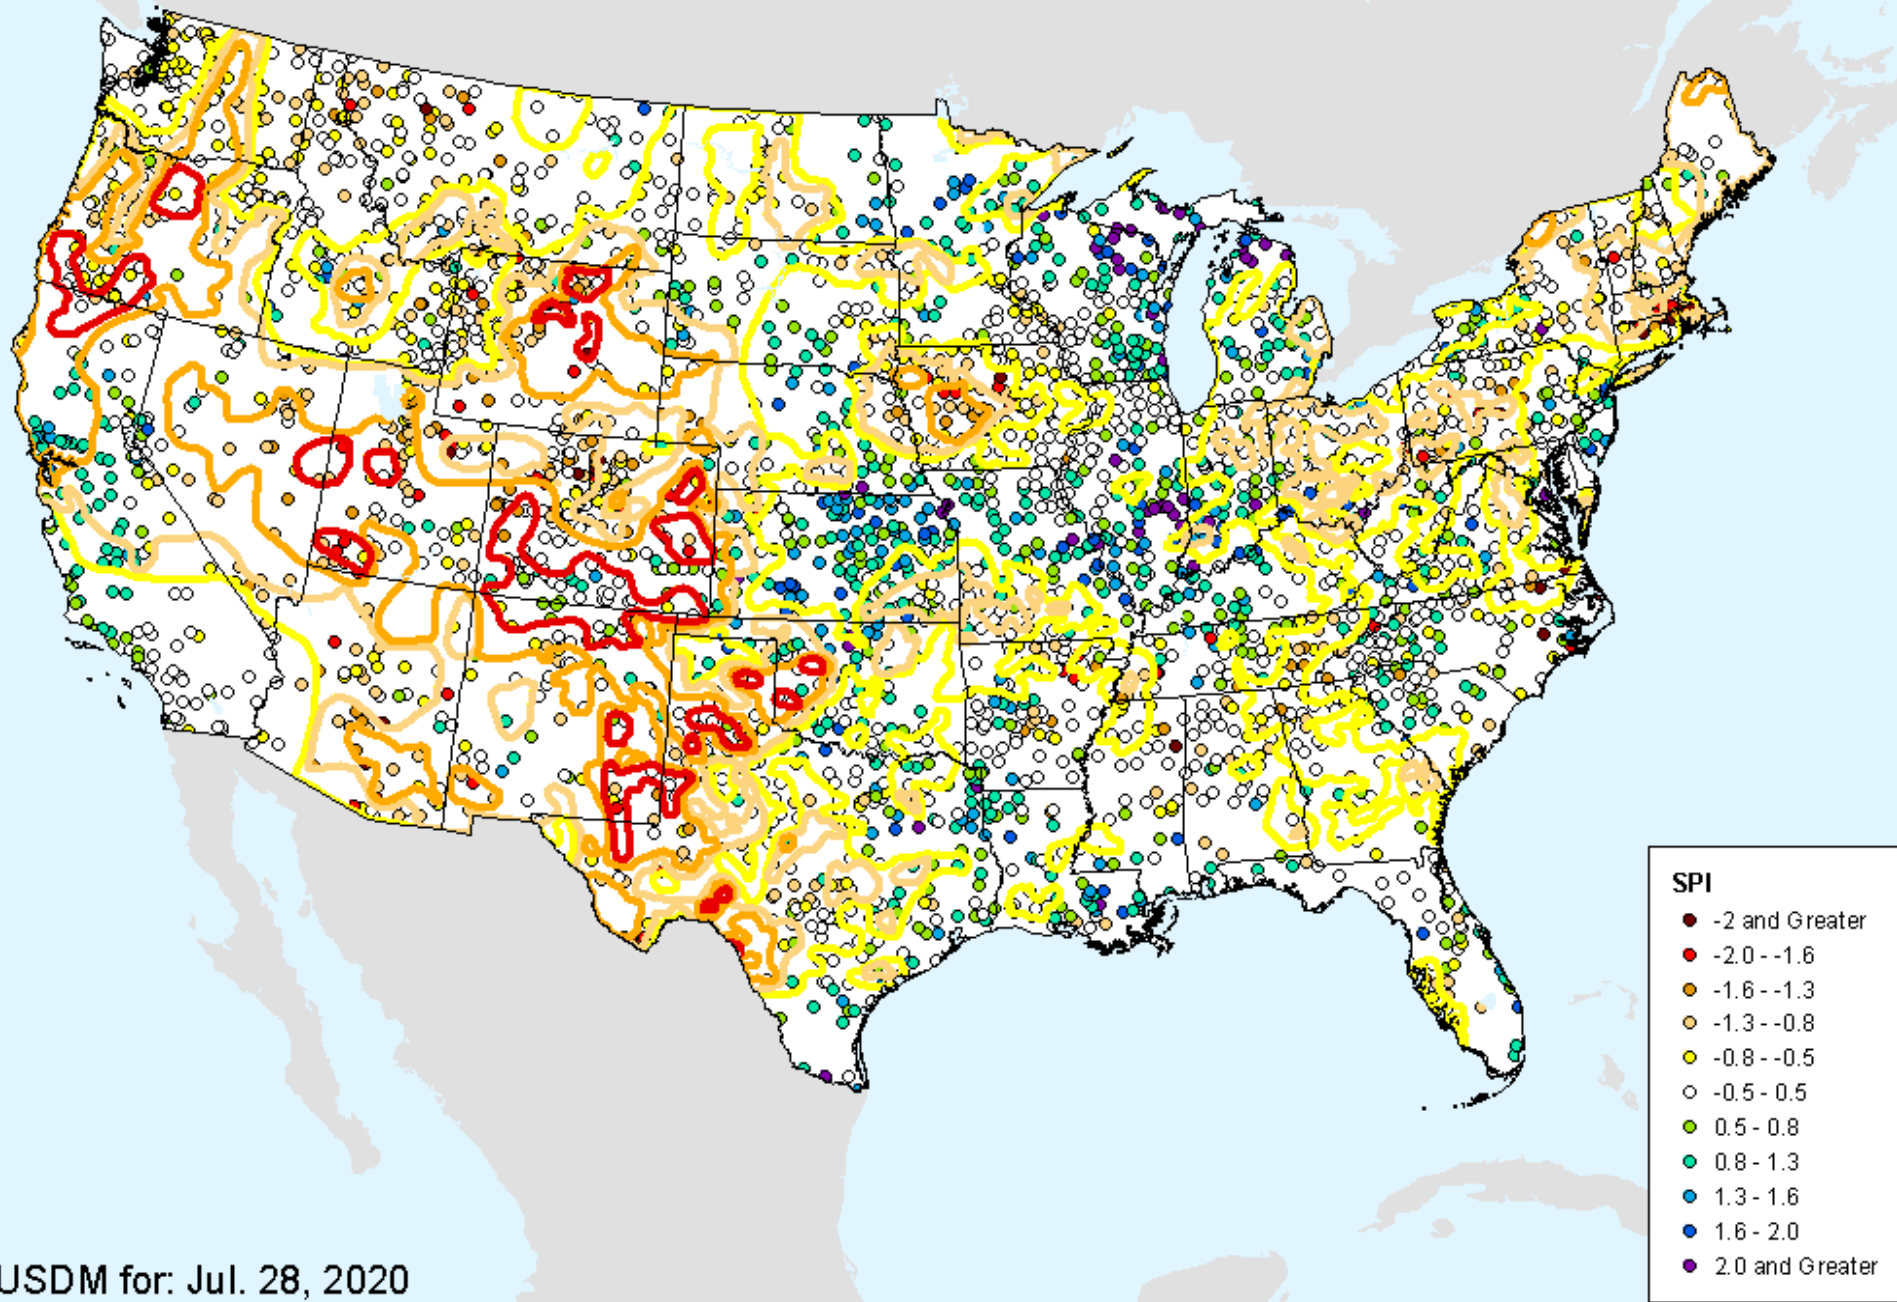 SPI
-2 and Greater
-2.0 - -1.6
-1.6 - -1.3
-1.3 - -0.8
-0.8 - -0.5
-0.5 - 0.5
0.5 - 0.8
0.8 - 1.3
1.3 - 1.6
1.6 - 2.0
2.0 and Greater
USDM for: Jul. 28, 2020